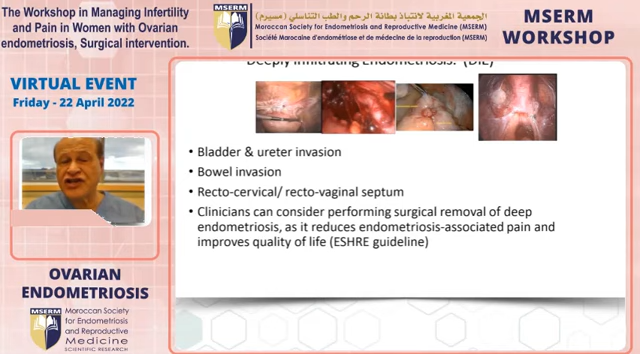 The Workshop in Managing Infertility
and Pain in Women with Ovarian
endometriosis, Surgical intervention.
MSERM
الجمعية المغربية لانتباذ بطانة الرحم والطب التناسلي (مسيرم)
Moroccan Society for Endometriosis and Reproductive Medicine (MSERM)
Société Marocaine d'endométriose et de médecine de la reproduction (MSERM)
MSERM
WORKSHOP
VIRTUAL EVENT
Friday - 22 April 2022
Deeply Infiltrating Endometriosis: (DIE)
• Bladder & ureter invasion
• Bowel invasion
• Recto-cervical/ recto-vaginal septum
• Clinicians can consider performing surgical removal of deep
endometriosis, as it reduces endometriosis-associated pain and
improves quality of life (ESHRE guideline)
OVARIAN
ENDOMETRIOSIS
MSERM
Moroccan Society
for Endometriosis
and Reproductive
Medicine
SCIENTIFIC RESEARCH